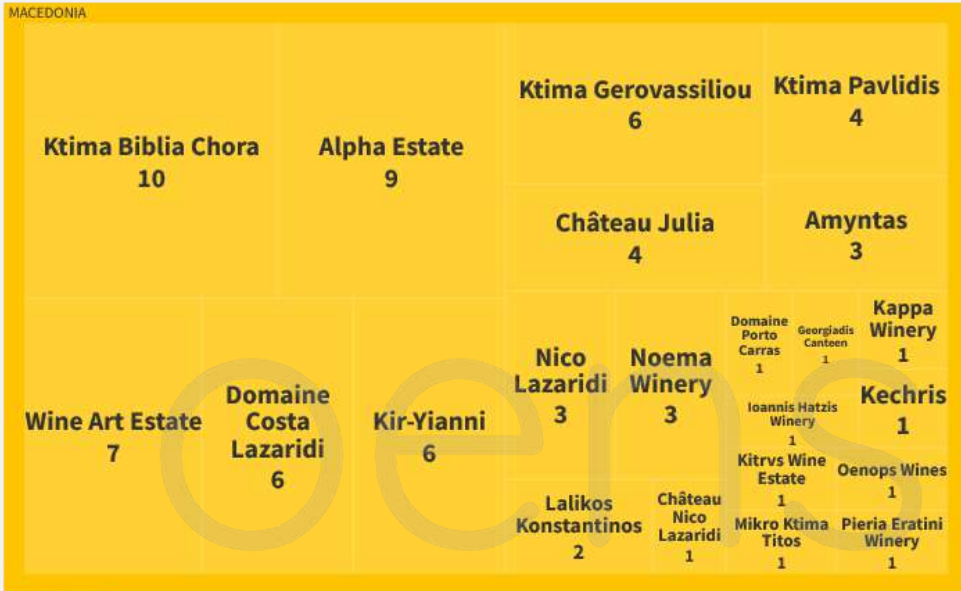 MACEDONIA
Ktima Biblia Chora
10
Alpha Estate
9
Ktima Gerovassiliou
6
Ktima Pavlidis
4
Château Julia
4
Amyntas
3
Wine Art Estate
7
Domaine
Costa
Lazaridi
6
Kir-Yianni
6
Nico
Lazaridi
3
Noema
Winery
3
Domaine
Porto
Carras
1
Georgiadis
Canteen
1
Kappa
Winery
1
Ioannis Hatzis
Winery
1
Kechris
1
Lalikos
Konstantinos
2
Château
Nico
Lazaridi
1
Kitrvs Wine
Estate
1
Oenops Wines
1
Mikro Ktima
Titos
1
Pieria Eratini
Winery
1
oens